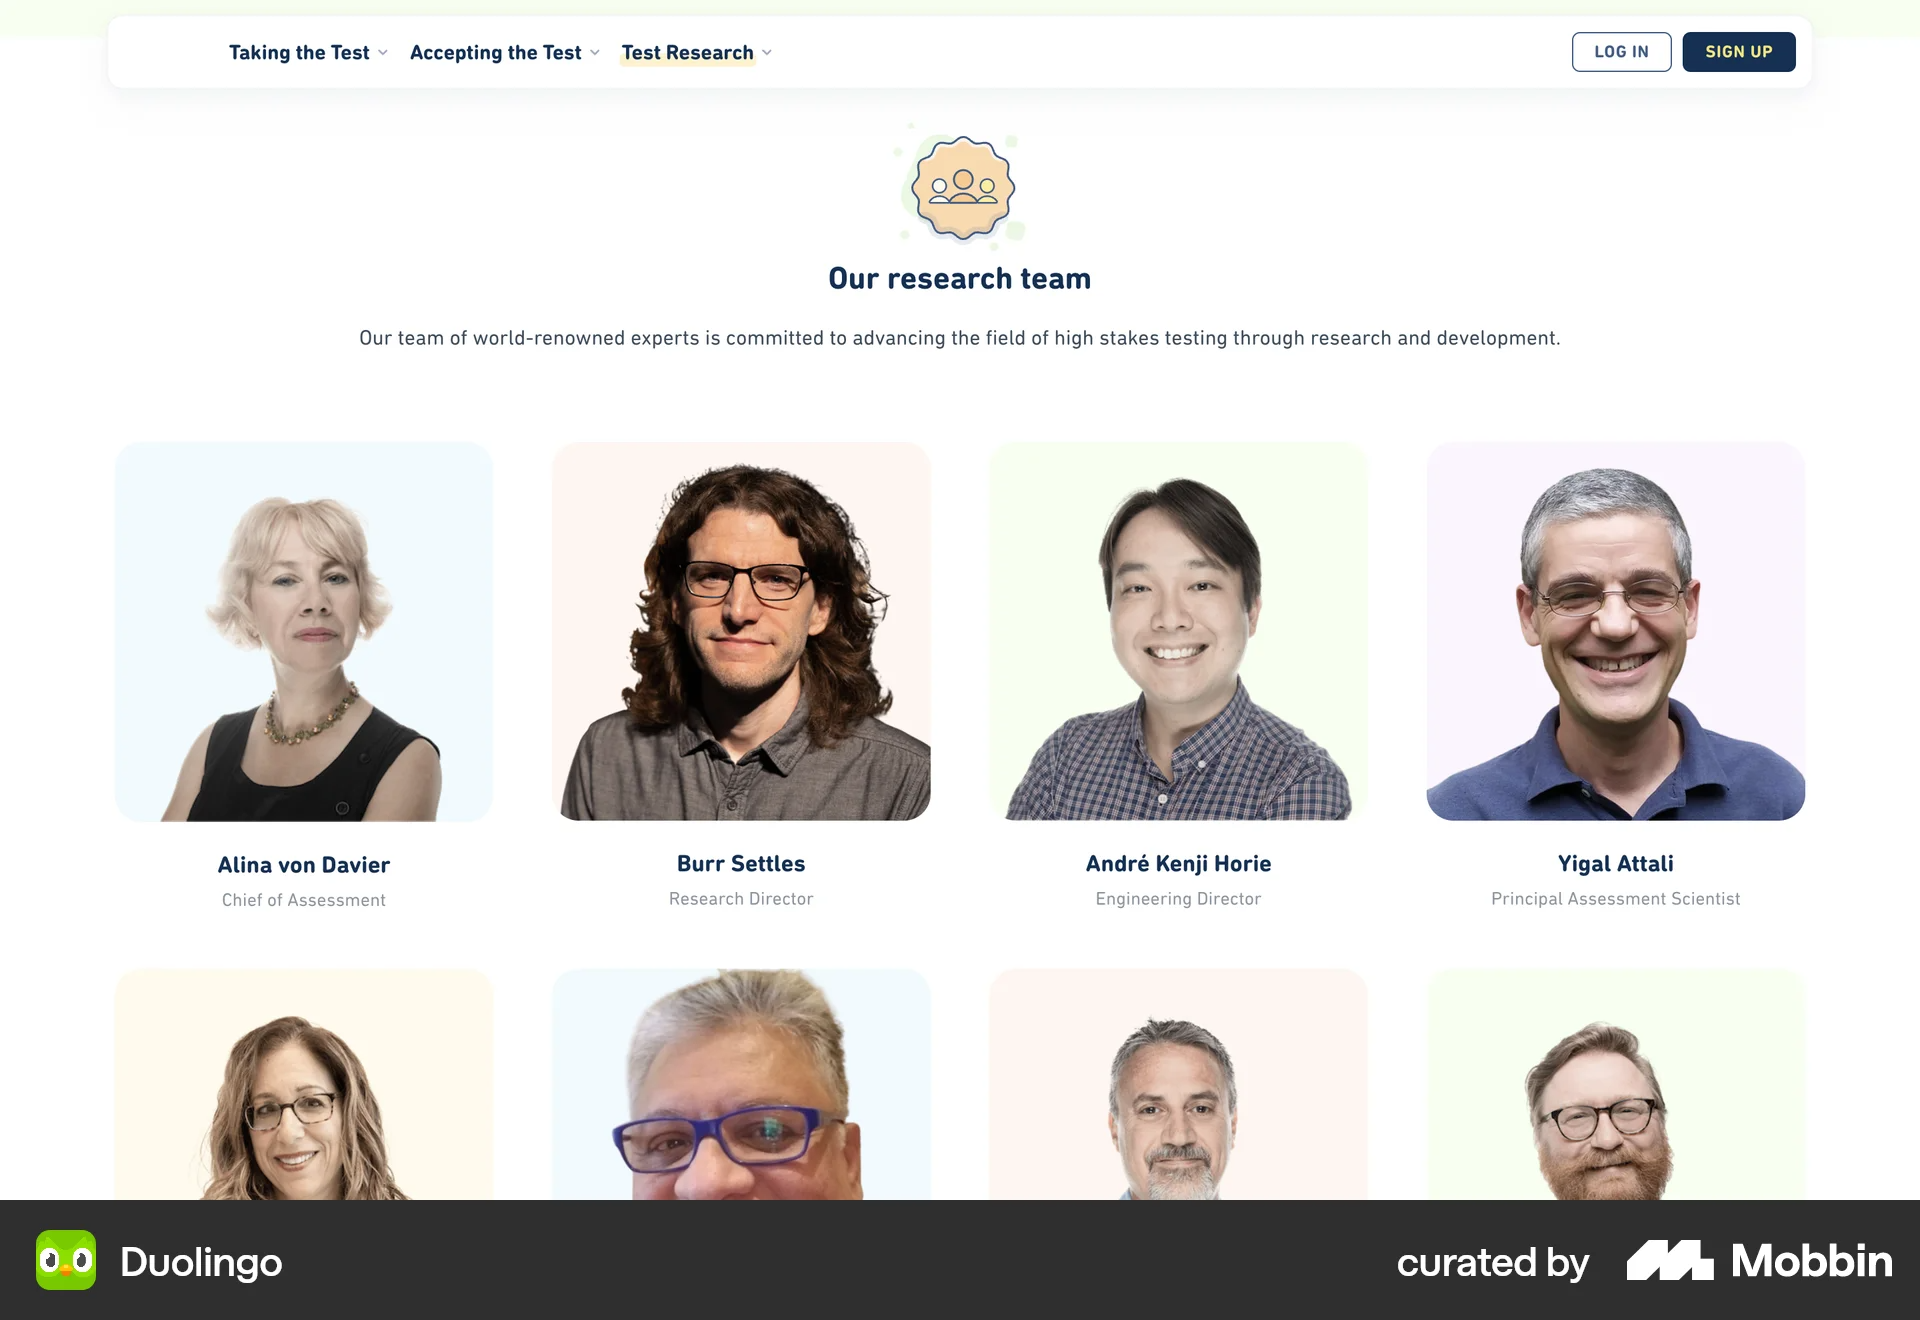 Taking the Test
Accepting the Test
Test Research
LOG IN
SIGN UP
Our research team
Our team of world-renowned experts is committed to advancing the field of high stakes testing through research and development.
Alina von Davier
Chief of Assessment
Burr Settles
Research Director
André Kenji Horie
Engineering Director
Yigal Attali
Principal Assessment Scientist
Duolingo
curated by
Mobbin